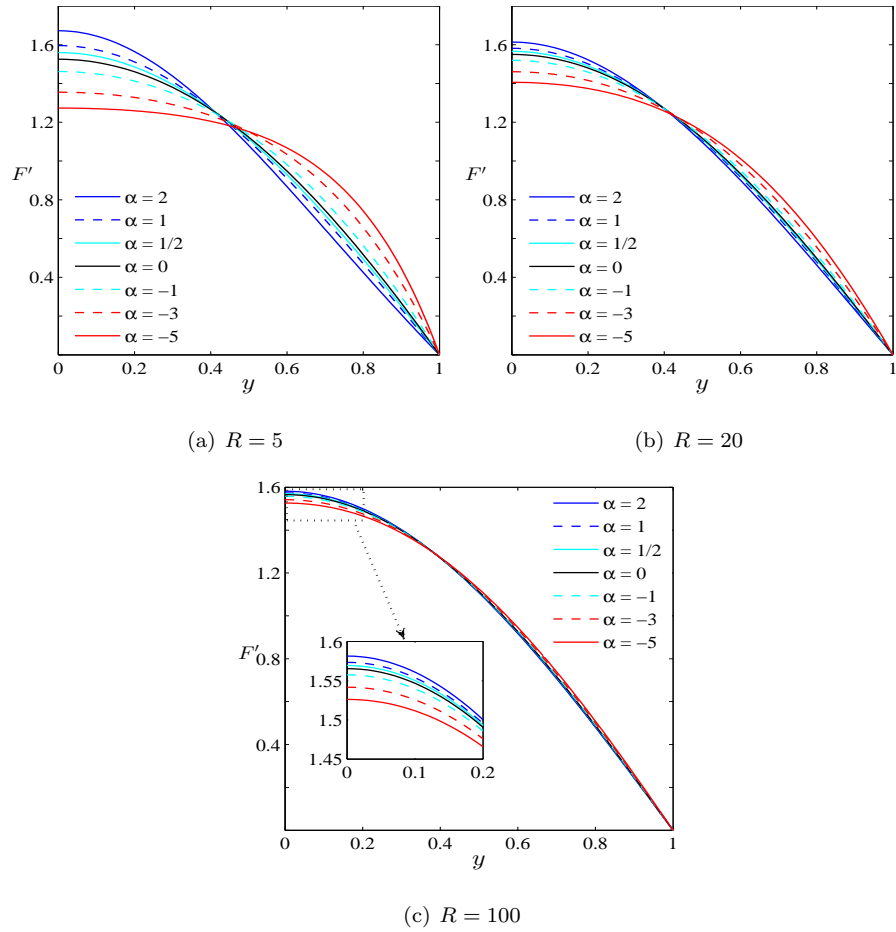 1.6
1.2
F′
0.8
0.4
α = 2
α = 1
α = 1/2
α = 0
α = −1
α = −3
α = −5
0 0.2 0.4 0.6 0.8 1
y
(a) R = 5
1.6
1.2
F′
0.8
0.4
α = 2
α = 1
α = 1/2
α = 0
α = −1
α = −3
α = −5
0 0.2 0.4 0.6 0.8 1
y
(b) R = 20
1.6
1.2
F′
0.8
0.4
α = 2
α = 1
α = 1/2
α = 0
α = −1
α = −3
α = −5
1.6
1.55
1.5
1.45
0 0.1 0.2
0 0.2 0.4 0.6 0.8 1
y
(c) R = 100